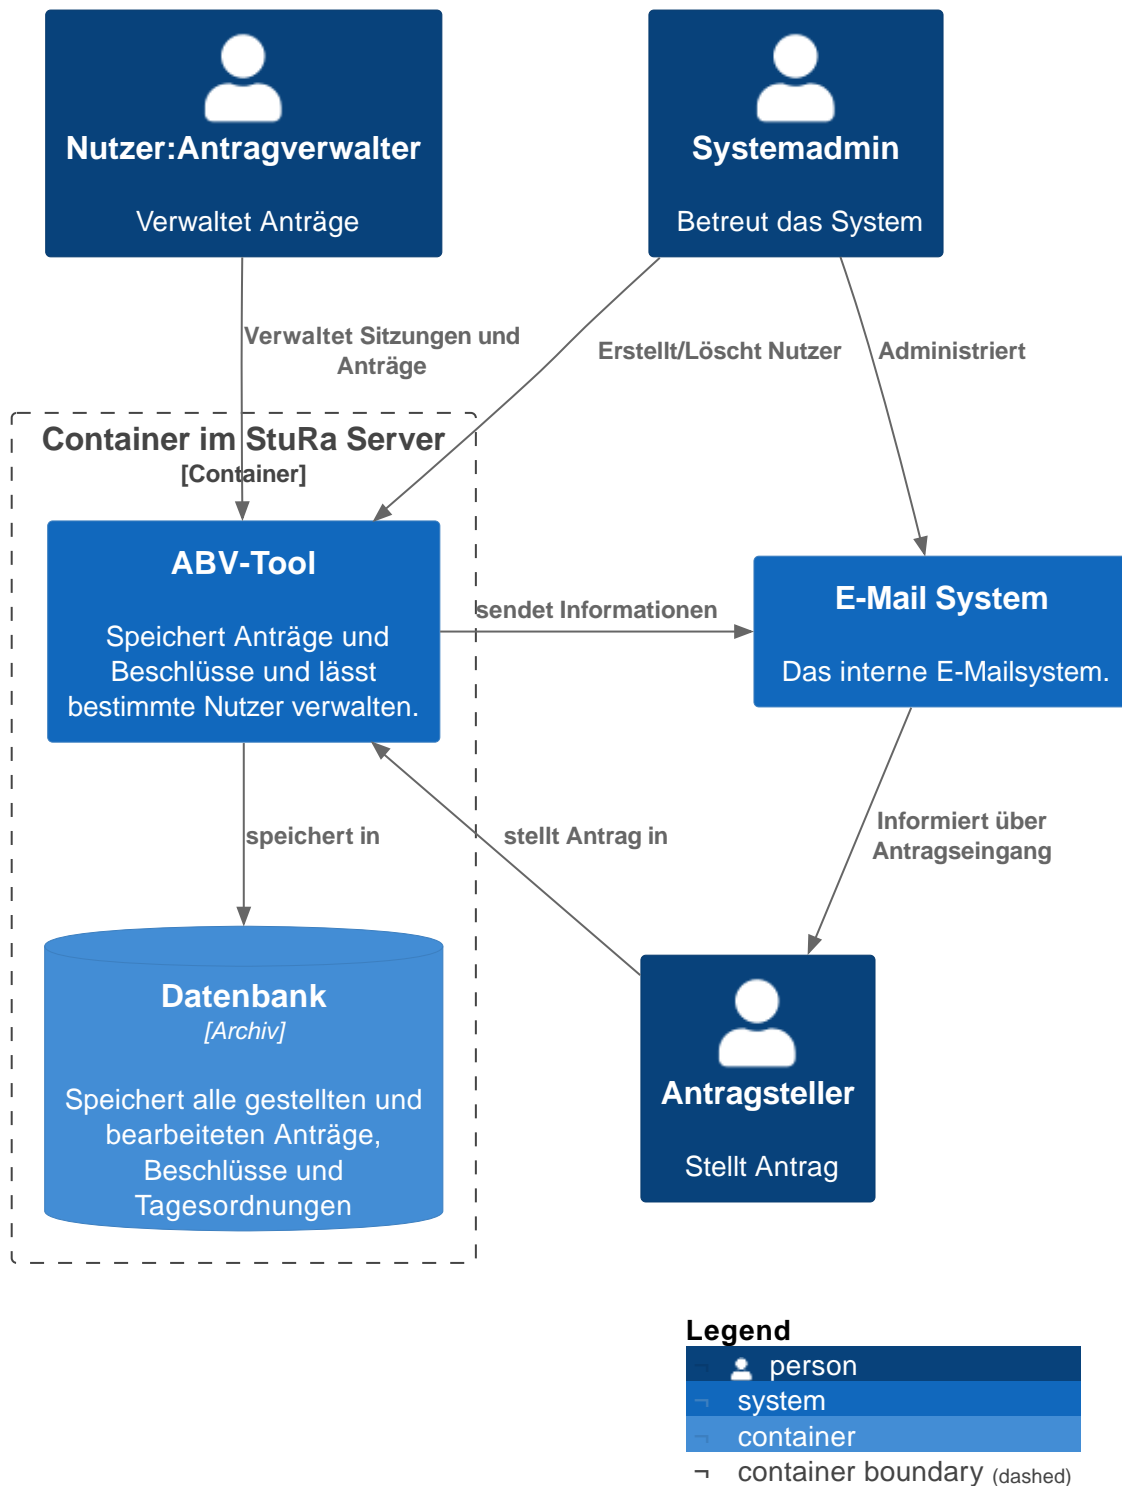 Nutzer:Antragverwalter
Verwaltet Anträge
Systemadmin
Betreut das System
Verwaltet Sitzungen und
Anträge
Erstellt/Löscht Nutzer
Administriert
Container im StuRa Server
[Container]
ABV-Tool
Speichert Anträge und
Beschlüsse und lässt
bestimmte Nutzer verwalten.
sendet Informationen
E-Mail System
Das interne E-Mailsystem.
speichert in
stellt Antrag in
Informiert über
Antragseingang
Datenbank
[Archiv]
Speichert alle gestellten und
bearbeiteten Anträge,
Beschlüsse und
Tagesordnungen
Antragsteller
Stellt Antrag
Legend
¬ person
¬ system
¬ container
¬ container boundary (dashed)